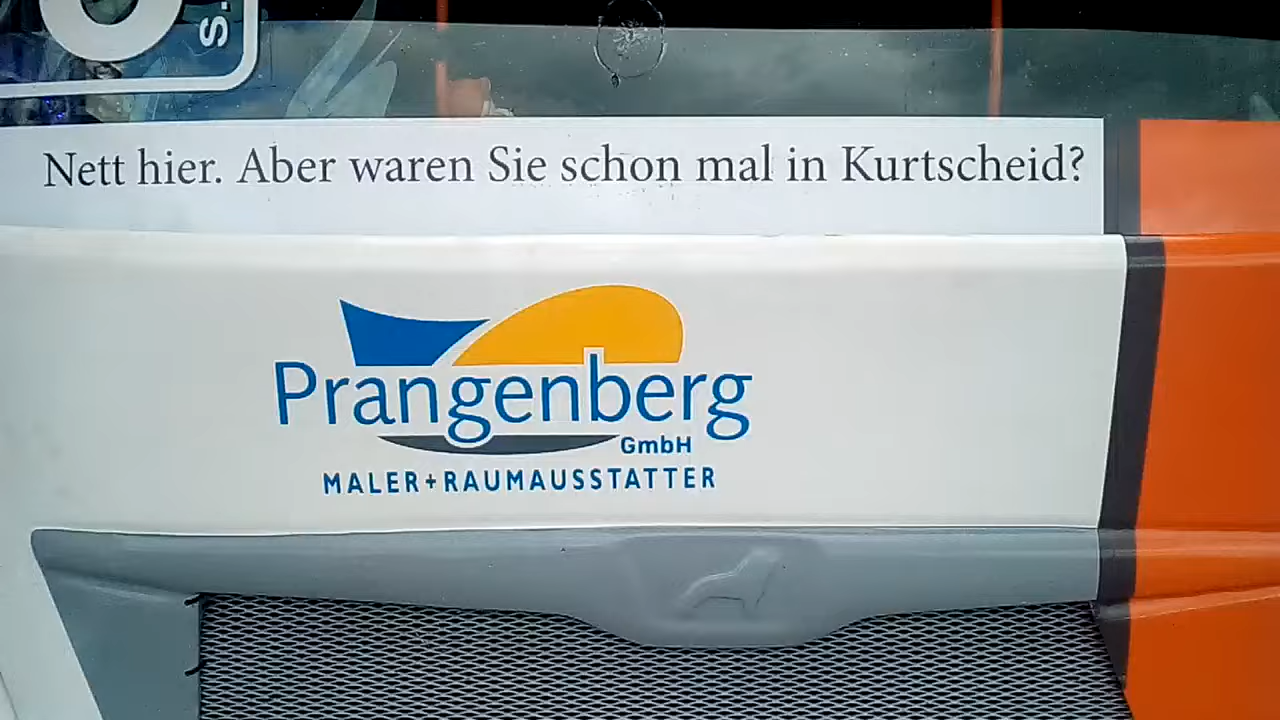 Nett hier. Aber waren Sie schon mal in Kurtscheid?
Prangenberg
GmbH
MALER+RAUMAUSSTATTER